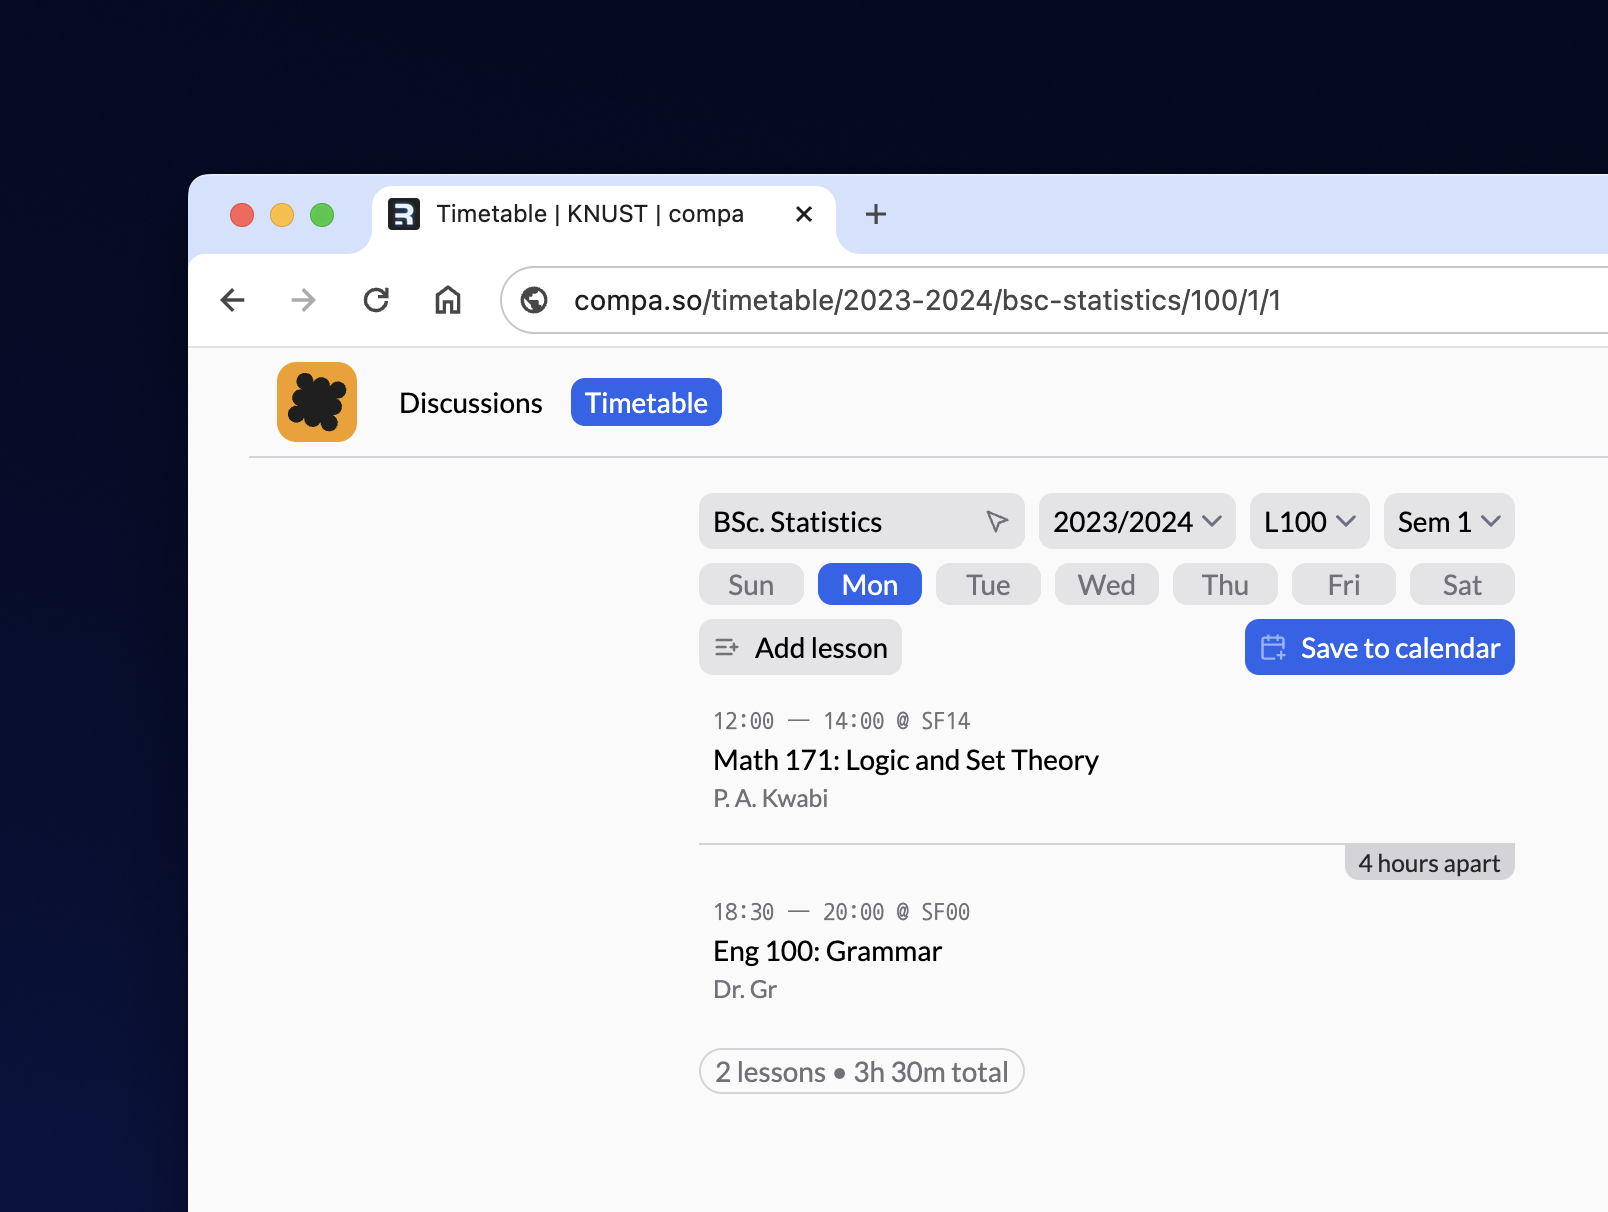 Timetable | KNUST | compa
compa.so/timetable/2023-2024/bsc-statistics/100/1/1
Discussions Timetable
BSc. Statistics 2023/2024 L100 Sem 1
Sun Mon Tue Wed Thu Fri Sat
Add lesson Save to calendar
12:00 — 14:00 @ SF14
Math 171: Logic and Set Theory
P. A. Kwabi
4 hours apart
18:30 — 20:00 @ SF00
Eng 100: Grammar
Dr. Gr
2 lessons • 3h 30m total